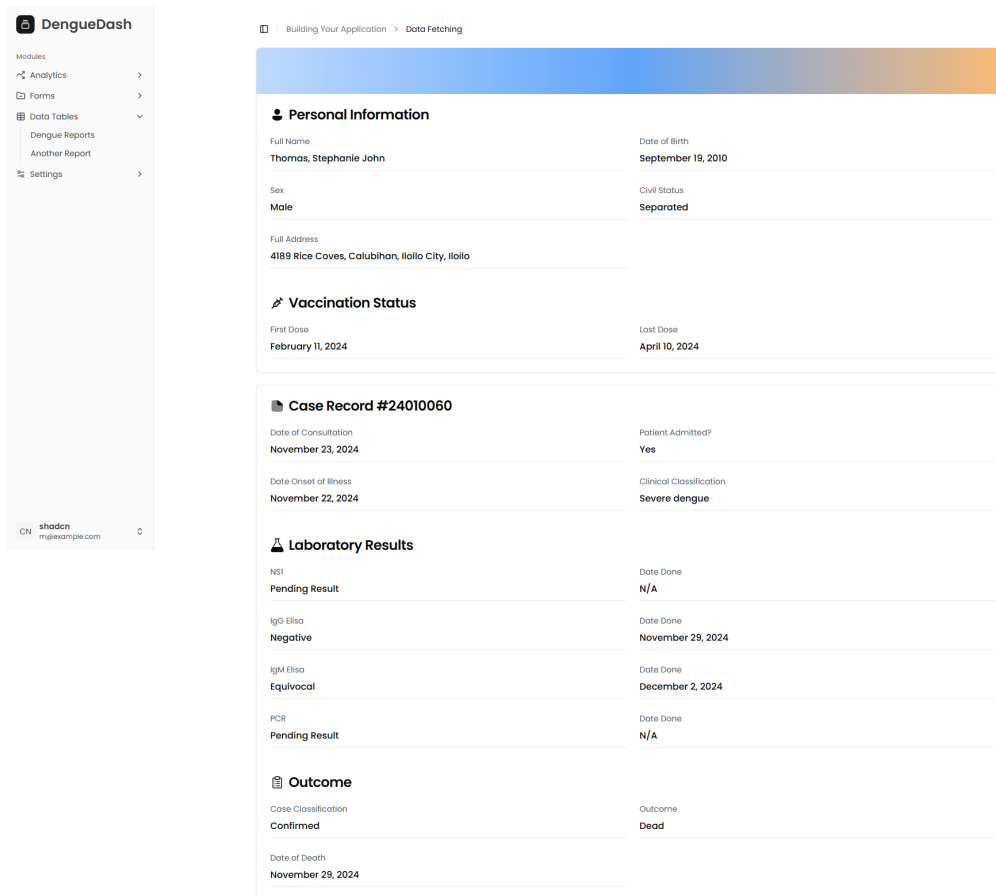 DengueDash
Modules
Analytics
Forms
Data Tables
Dengue Reports
Another Report
Settings
CN
shadcn
m@example.com
Building Your Application > Data Fetching
Personal Information
Full Name
Thomas, Stephanie John
Date of Birth
September 19, 2010
Sex
Male
Civil Status
Separated
Full Address
4189 Rice Coves, Calubihan, Iloilo City, Iloilo
Vaccination Status
First Dose
February 11, 2024
Last Dose
April 10, 2024
Case Record #24010060
Date of Consultation
November 23, 2024
Patient Admitted?
Yes
Date Onset of Illness
November 22, 2024
Clinical Classification
Severe dengue
Laboratory Results
NS1
Pending Result
Date Done
N/A
IgG Elisa
Negative
Date Done
November 29, 2024
IgM Elisa
Equivocal
Date Done
December 2, 2024
PCR
Pending Result
Date Done
N/A
Outcome
Case Classification
Confirmed
Outcome
Dead
Date of Death
November 29, 2024